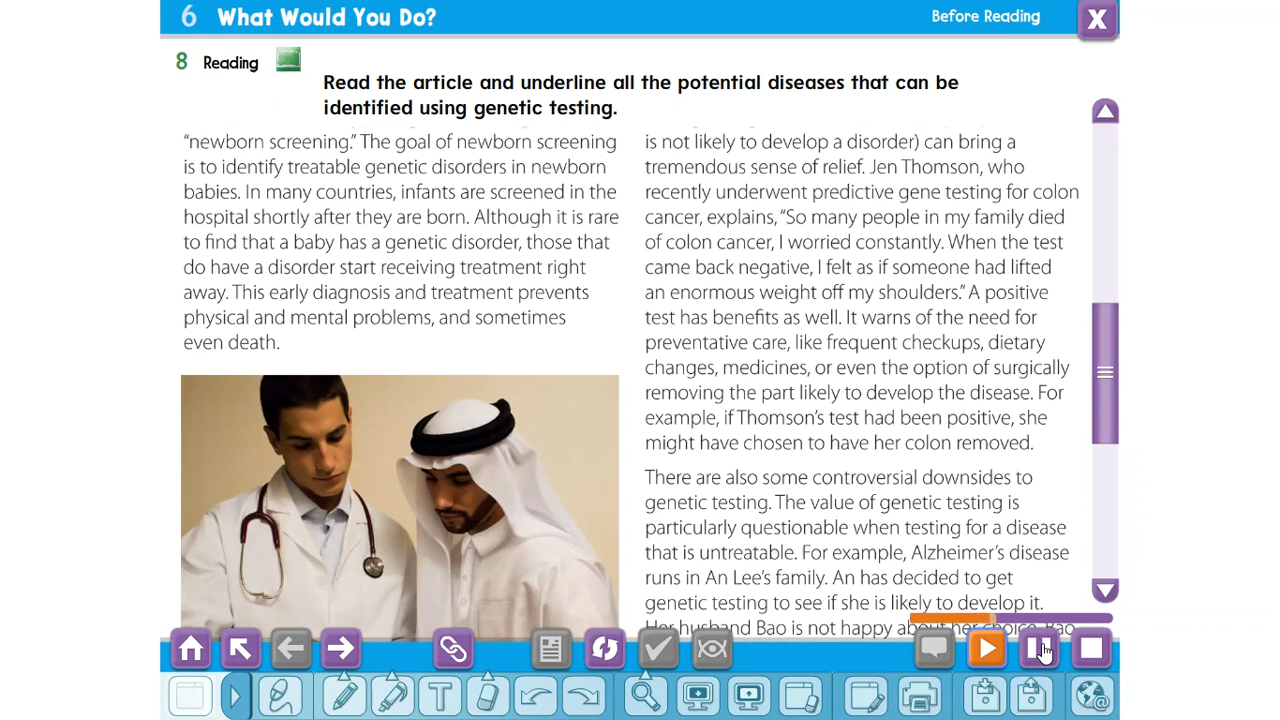 6 What Would You Do?
Before Reading
X
8 Reading
Read the article and underline all the potential diseases that can be
identified using genetic testing.
“newborn screening.” The goal of newborn screening
is to identify treatable genetic disorders in newborn
babies. In many countries, infants are screened in the
hospital shortly after they are born. Although it is rare
to find that a baby has a genetic disorder, those that
do have a disorder start receiving treatment right
away. This early diagnosis and treatment prevents
physical and mental problems, and sometimes
even death.
is not likely to develop a disorder) can bring a
tremendous sense of relief. Jen Thomson, who
recently underwent predictive gene testing for colon
cancer, explains, “So many people in my family died
of colon cancer, I worried constantly. When the test
came back negative, I felt as if someone had lifted
an enormous weight off my shoulders.” A positive
test has benefits as well. It warns of the need for
preventative care, like frequent checkups, dietary
changes, medicines, or even the option of surgically
removing the part likely to develop the disease. For
example, if Thomson’s test had been positive, she
might have chosen to have her colon removed.
There are also some controversial downsides to
genetic testing. The value of genetic testing is
particularly questionable when testing for a disease
that is untreatable. For example, Alzheimer’s disease
runs in An Lee’s family. An has decided to get
genetic testing to see if she is likely to develop it.
Her husband Bao is not happy about her choice. Bao
T